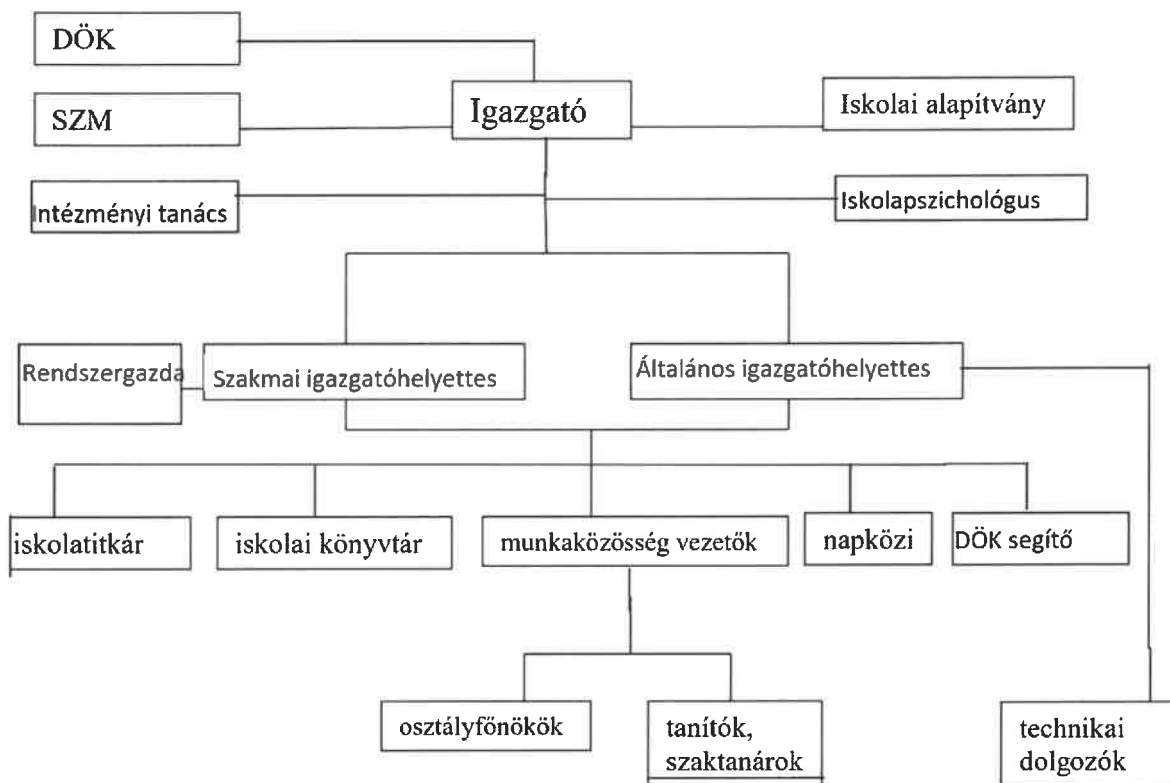 DÖK
Igazgató
Iskolai alapítvány
SZM
Intézményi tanács
Iskolapszichológus
Rendszergazda
Szakmai igazgatóhelyettes
Általános igazgatóhelyettes
iskolatitkár
iskolai könyvtár
munkaközösség vezetők
napközi
DÖK segítő
osztályfőnökök
tanítók,
szaktanárok
technikai
dolgozók